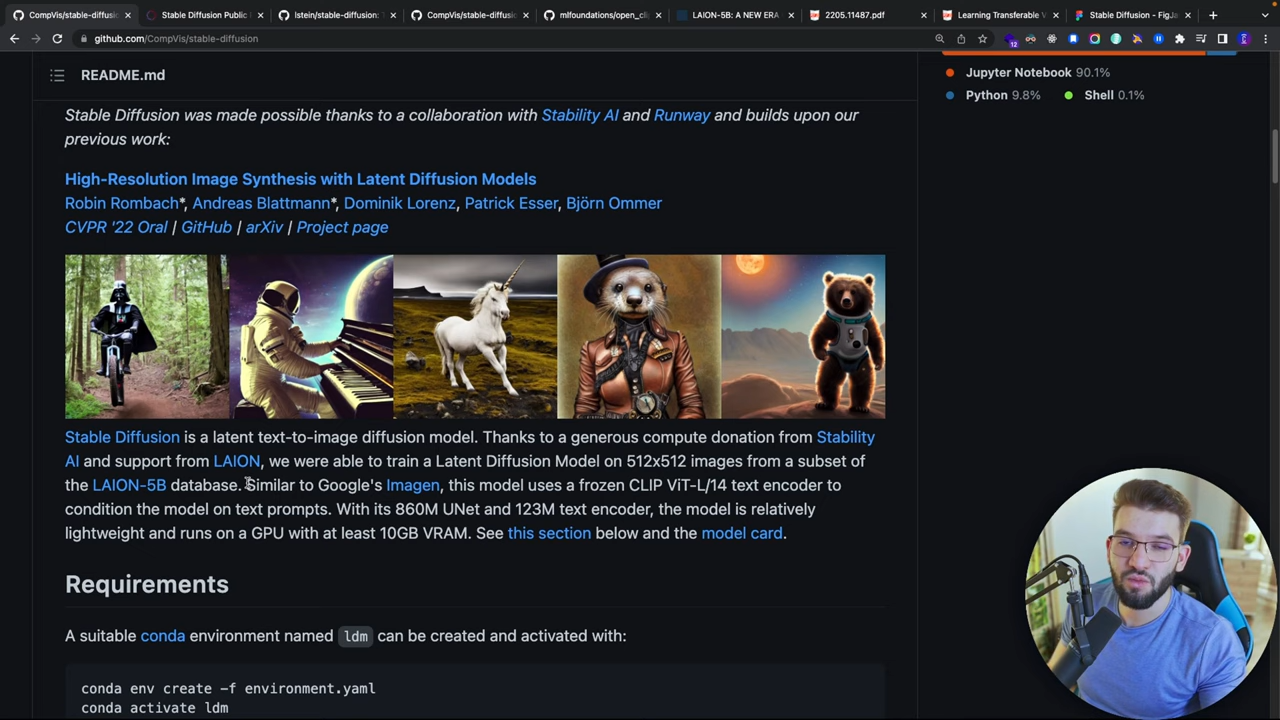 CompVis/stable-diffusion:
Stable Diffusion Public
lstein/stable-diffusion:
CompVis/stable-diffusion:
mlfoundations/open_cli
LAION-5B: A NEW ERA
2205.11487.pdf
Learning Transferable V
Stable Diffusion - FigJa
github.com/CompVis/stable-diffusion
12
README.md
Jupyter Notebook 90.1%
Python 9.8% Shell 0.1%
Stable Diffusion was made possible thanks to a collaboration with Stability AI and Runway and builds upon our
previous work:
High-Resolution Image Synthesis with Latent Diffusion Models
Robin Rombach*, Andreas Blattmann*, Dominik Lorenz, Patrick Esser, Björn Ommer
CVPR '22 Oral | GitHub | arXiv | Project page
Stable Diffusion is a latent text-to-image diffusion model. Thanks to a generous compute donation from Stability
AI and support from LAION, we were able to train a Latent Diffusion Model on 512x512 images from a subset of
the LAION-5B database. Similar to Google's Imagen, this model uses a frozen CLIP ViT-L/14 text encoder to
condition the model on text prompts. With its 860M UNet and 123M text encoder, the model is relatively
lightweight and runs on a GPU with at least 10GB VRAM. See this section below and the model card.
Requirements
A suitable conda environment named ldm can be created and activated with:
conda env create -f environment.yaml
conda activate ldm